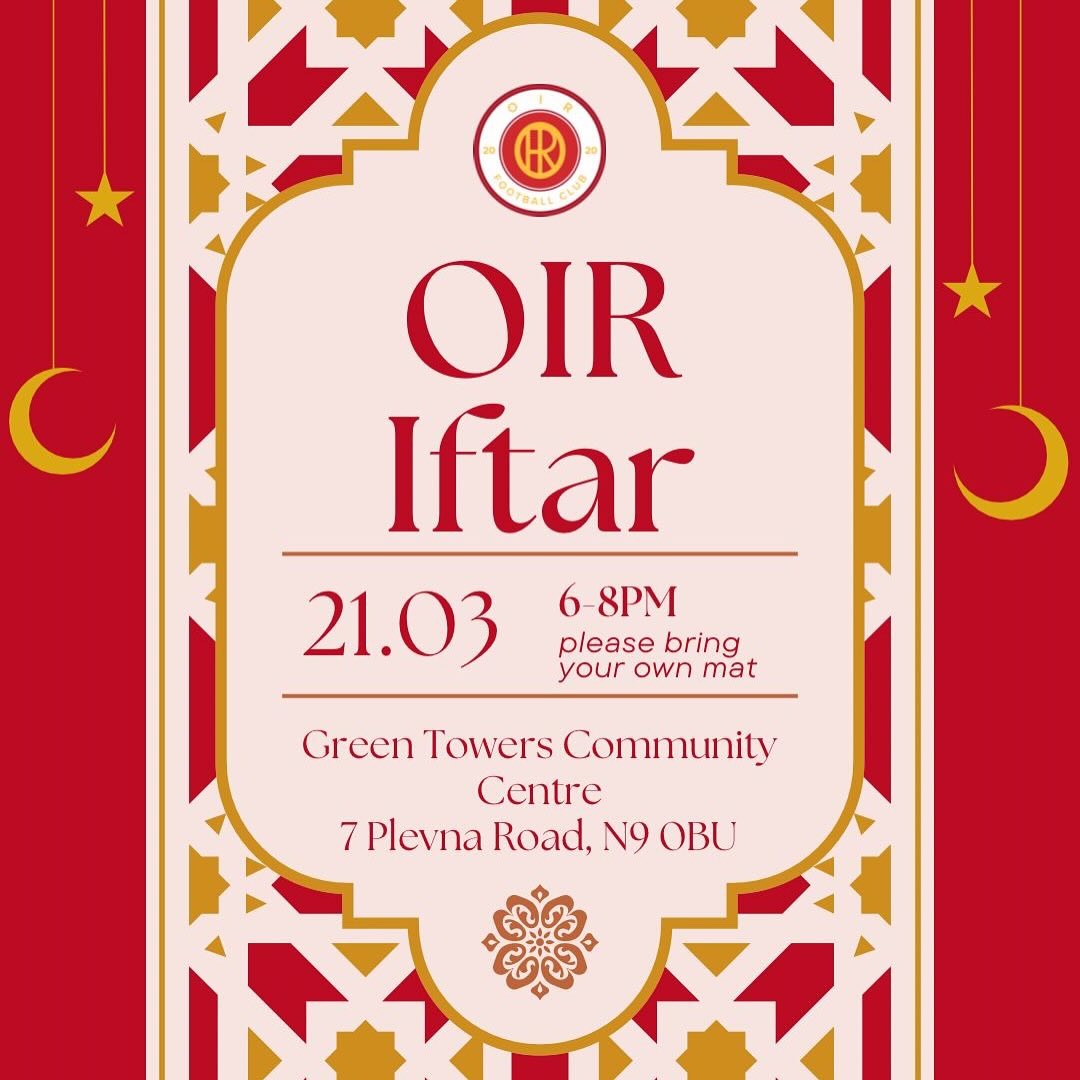 OIR
20 20
FOOTBALL CLUB
OIR
Iftar
21.03
6-8PM
please bring
your own mat
Green Towers Community
Centre
7 Plevna Road, N9 0BU